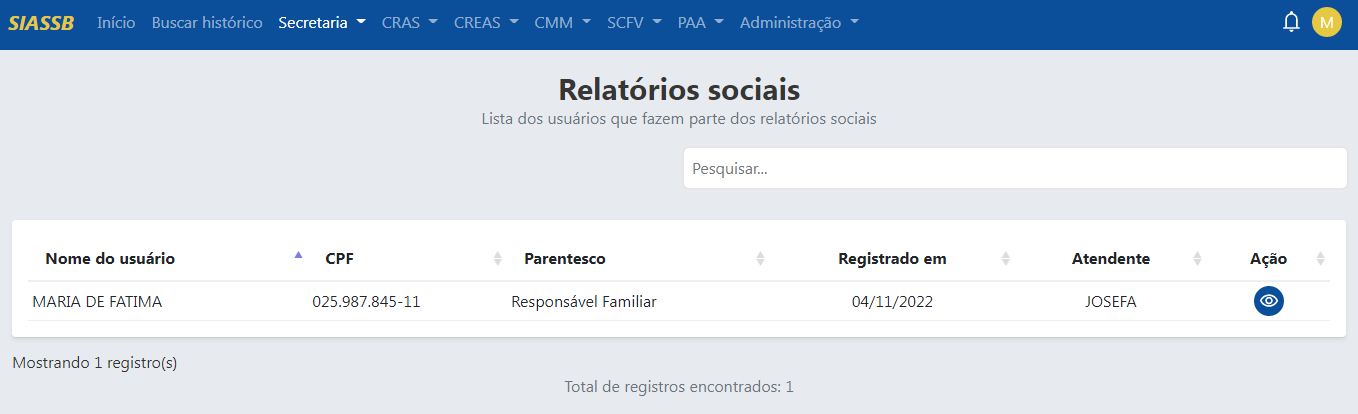 SIASSB Início Buscar histórico Secretaria CRAS CREAS CMM SCFV PAA Administração M
Relatórios sociais
Lista dos usuários que fazem parte dos relatórios sociais
Pesquisar...
Nome do usuário CPF Parentesco Registrado em Atendente Ação
MARIA DE FATIMA 025.987.845-11 Responsável Familiar 04/11/2022 JOSEFA
Mostrando 1 registro(s)
Total de registros encontrados: 1